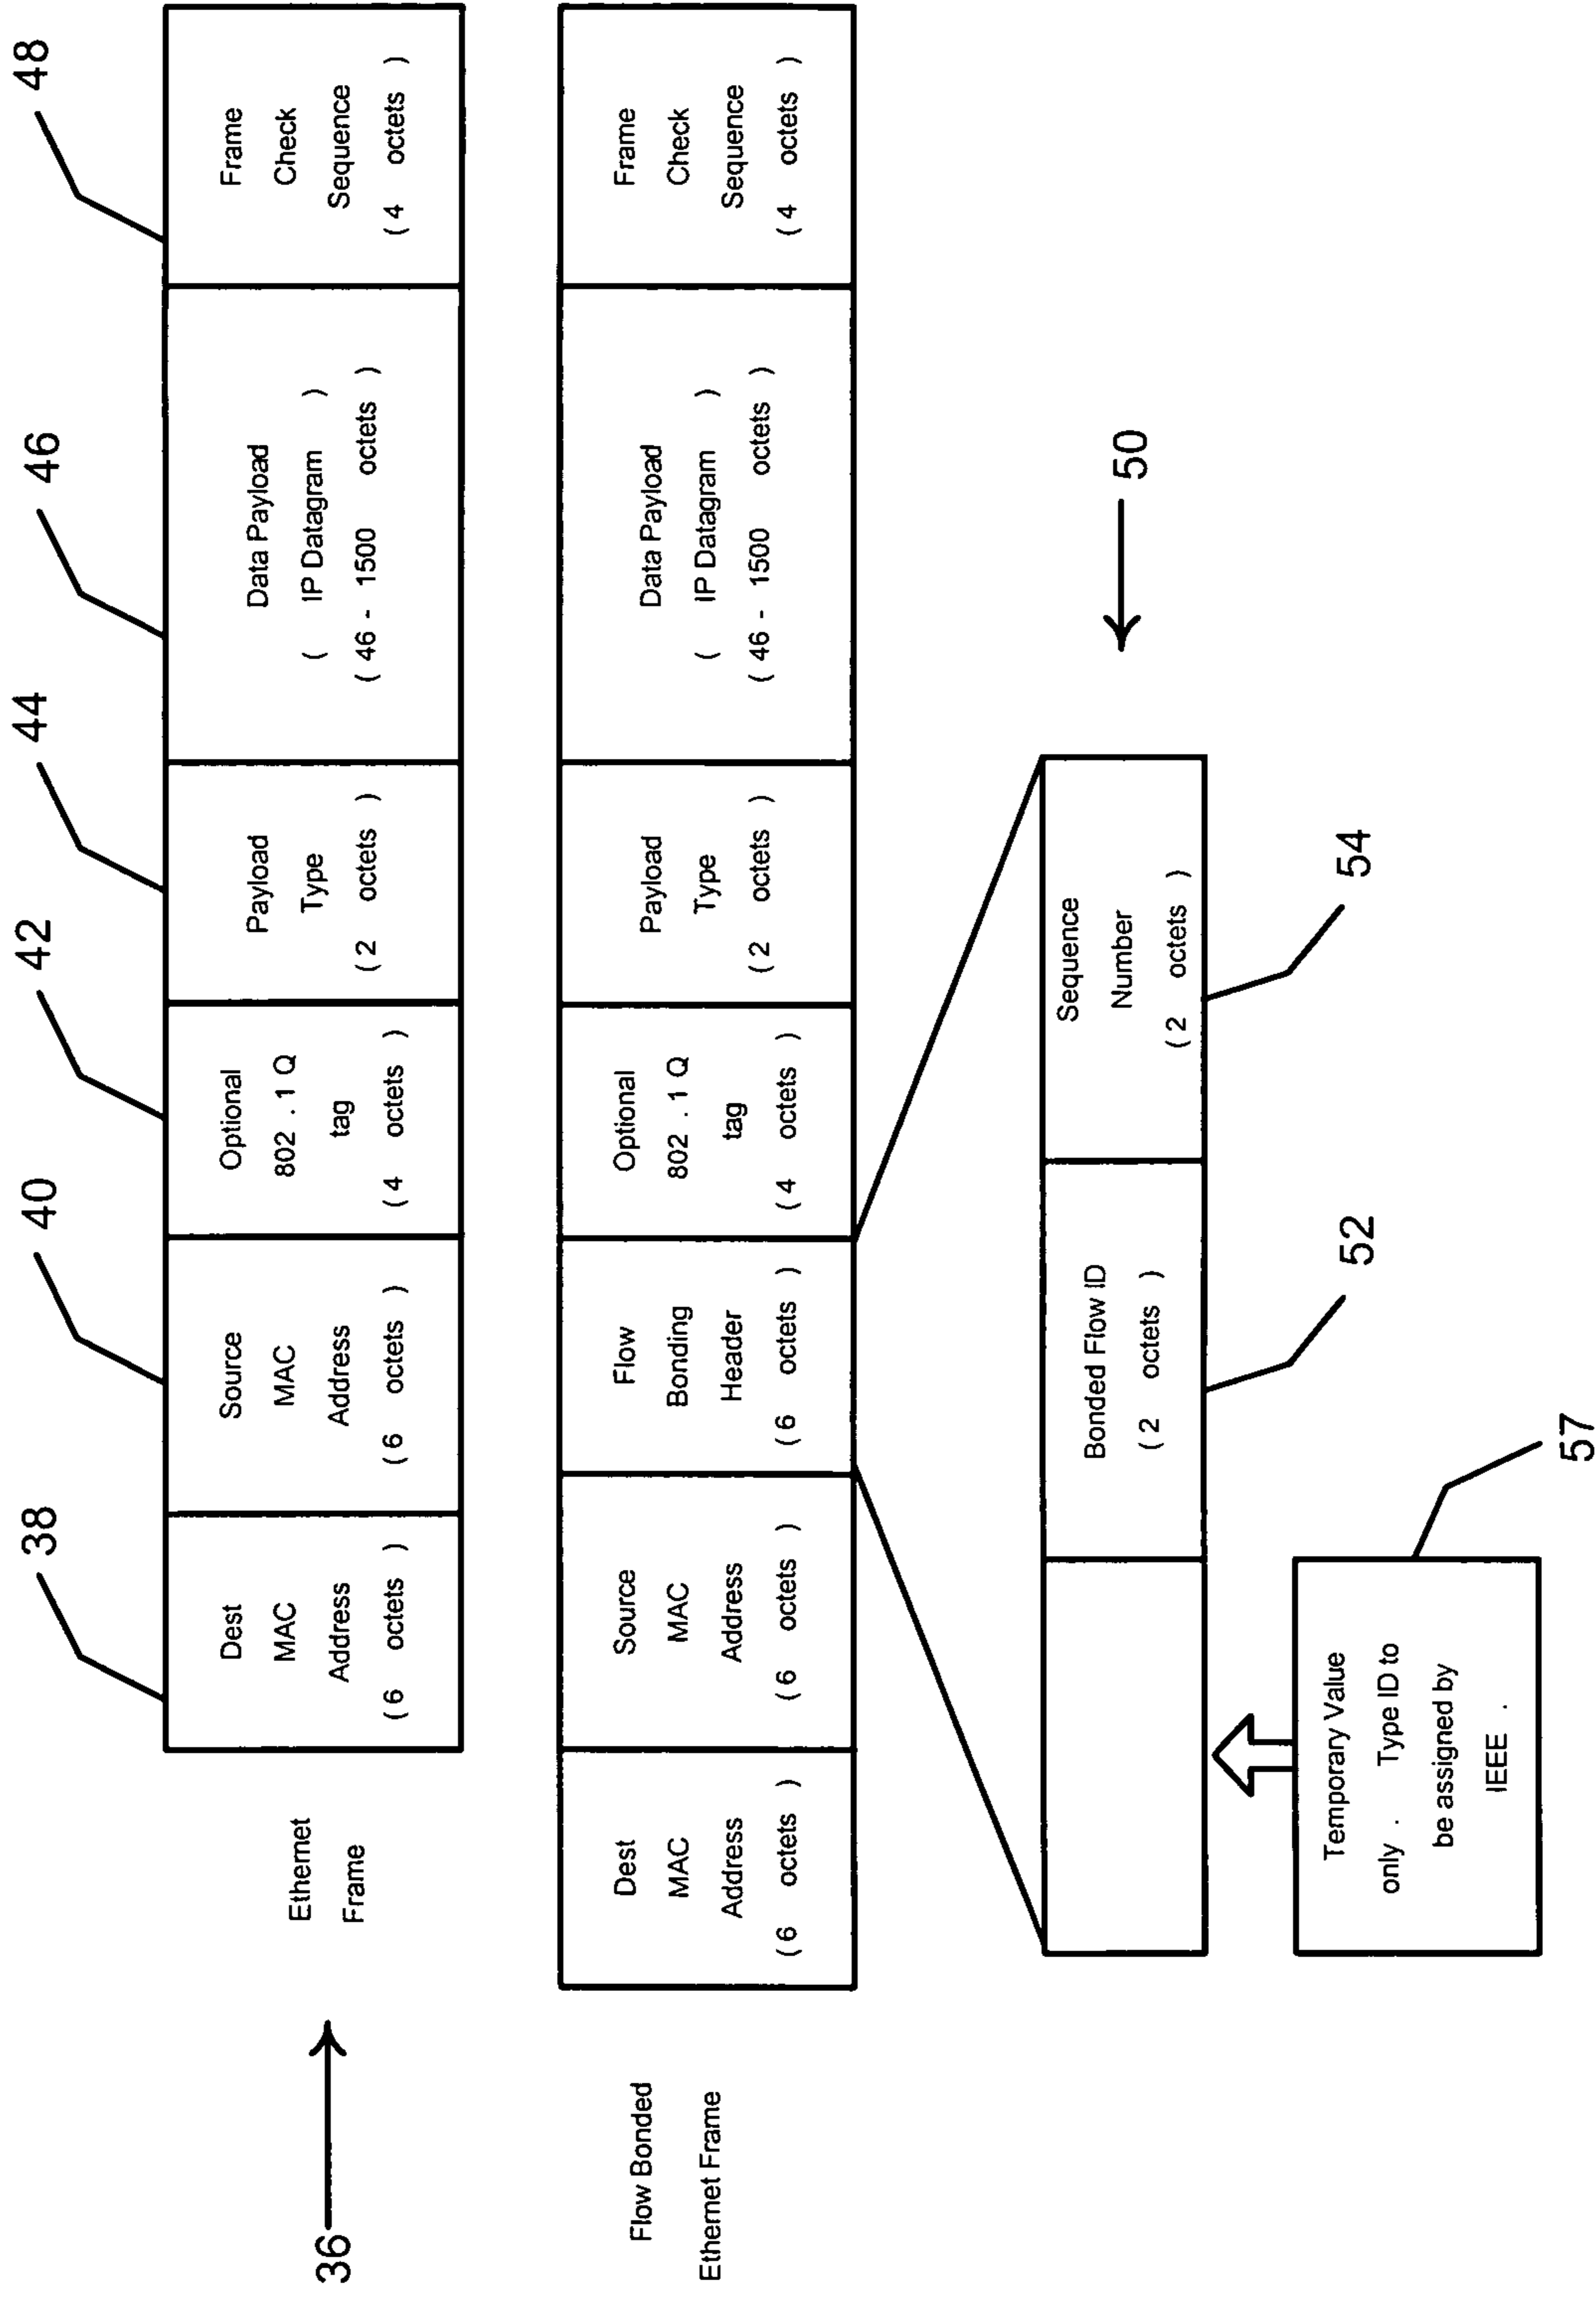 38
40
42
44
46
48
36
Ethernet
Frame
Dest
MAC
Address
( 6 octets )
Source
MAC
Address
( 6 octets )
Optional
802 . 1 Q
tag
( 4 octets )
Payload
Type
( 2 octets )
Data Payload
( IP Datagram )
( 46 - 1500 octets )
Frame
Check
Sequence
( 4 octets )
Flow Bonded
Ethernet Frame
Dest
MAC
Address
( 6 octets )
Source
MAC
Address
( 6 octets )
Flow
Bonding
Header
( 6 octets )
Optional
802 . 1 Q
tag
( 4 octets )
Payload
Type
( 2 octets )
Data Payload
( IP Datagram )
( 46 - 1500 octets )
Frame
Check
Sequence
( 4 octets )
Bonded Flow ID
( 2 octets )
Sequence
Number
( 2 octets )
50
52
54
Temporary Value
only . Type ID to
be assigned by
IEEE .
57